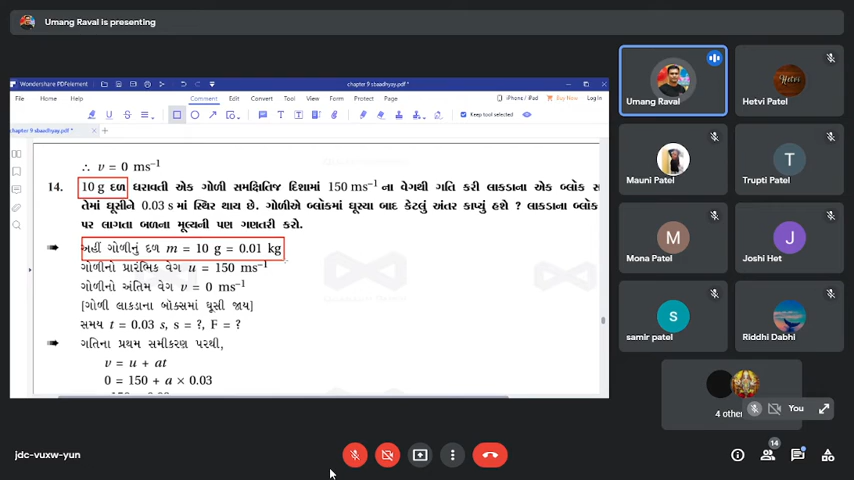 Umang Raval is presenting
Wondershare PDFelement
chapter 9 sbaadhyay.pdf *
File Home Comment Edit Convert View Organize Tools Form Protect Page iPhone / iPad Buy Now Log in
Keep tool selected
chapter 9 sbaadhyay.pdf *
∴ v = 0 ms⁻¹
14. 10 g દળ ધરાવતી એક ગોળી સમક્ષિતિજ દિશામાં 150 ms⁻¹ ના વેગથી ગતિ કરી લાકડાના એક બ્લૉક સ
તેમાં ઘૂસીને 0.03 s માં સ્થિર થાય છે. ગોળીએ બ્લૉકમાં ઘૂસ્યા બાદ કેટલું અંતર કાપ્યું હશે ? લાકડાના બ્લૉક
પર લાગતા બળના મૂલ્યની પણ ગણતરી કરો.
અહીં ગોળીનું દળ m = 10 g = 0.01 kg
ગોળીનો પ્રારંભિક વેગ u = 150 ms⁻¹
ગોળીનો અંતિમ વેગ v = 0 ms⁻¹
[ગોળી લાકડાના બૉક્સમાં ઘૂસી જાય]
સમય t = 0.03 s, s = ?, F = ?
ગતિના પ્રથમ સમીકરણ પરથી,
v = u + at
0 = 150 + a × 0.03
Umang Raval
Hetvi Patel
Mauni Patel
T
Trupti Patel
M
Mona Patel
J
Joshi Het
s
samir patel
Riddhi Dabhi
4 other
You
jdc-vuxw-yun
14